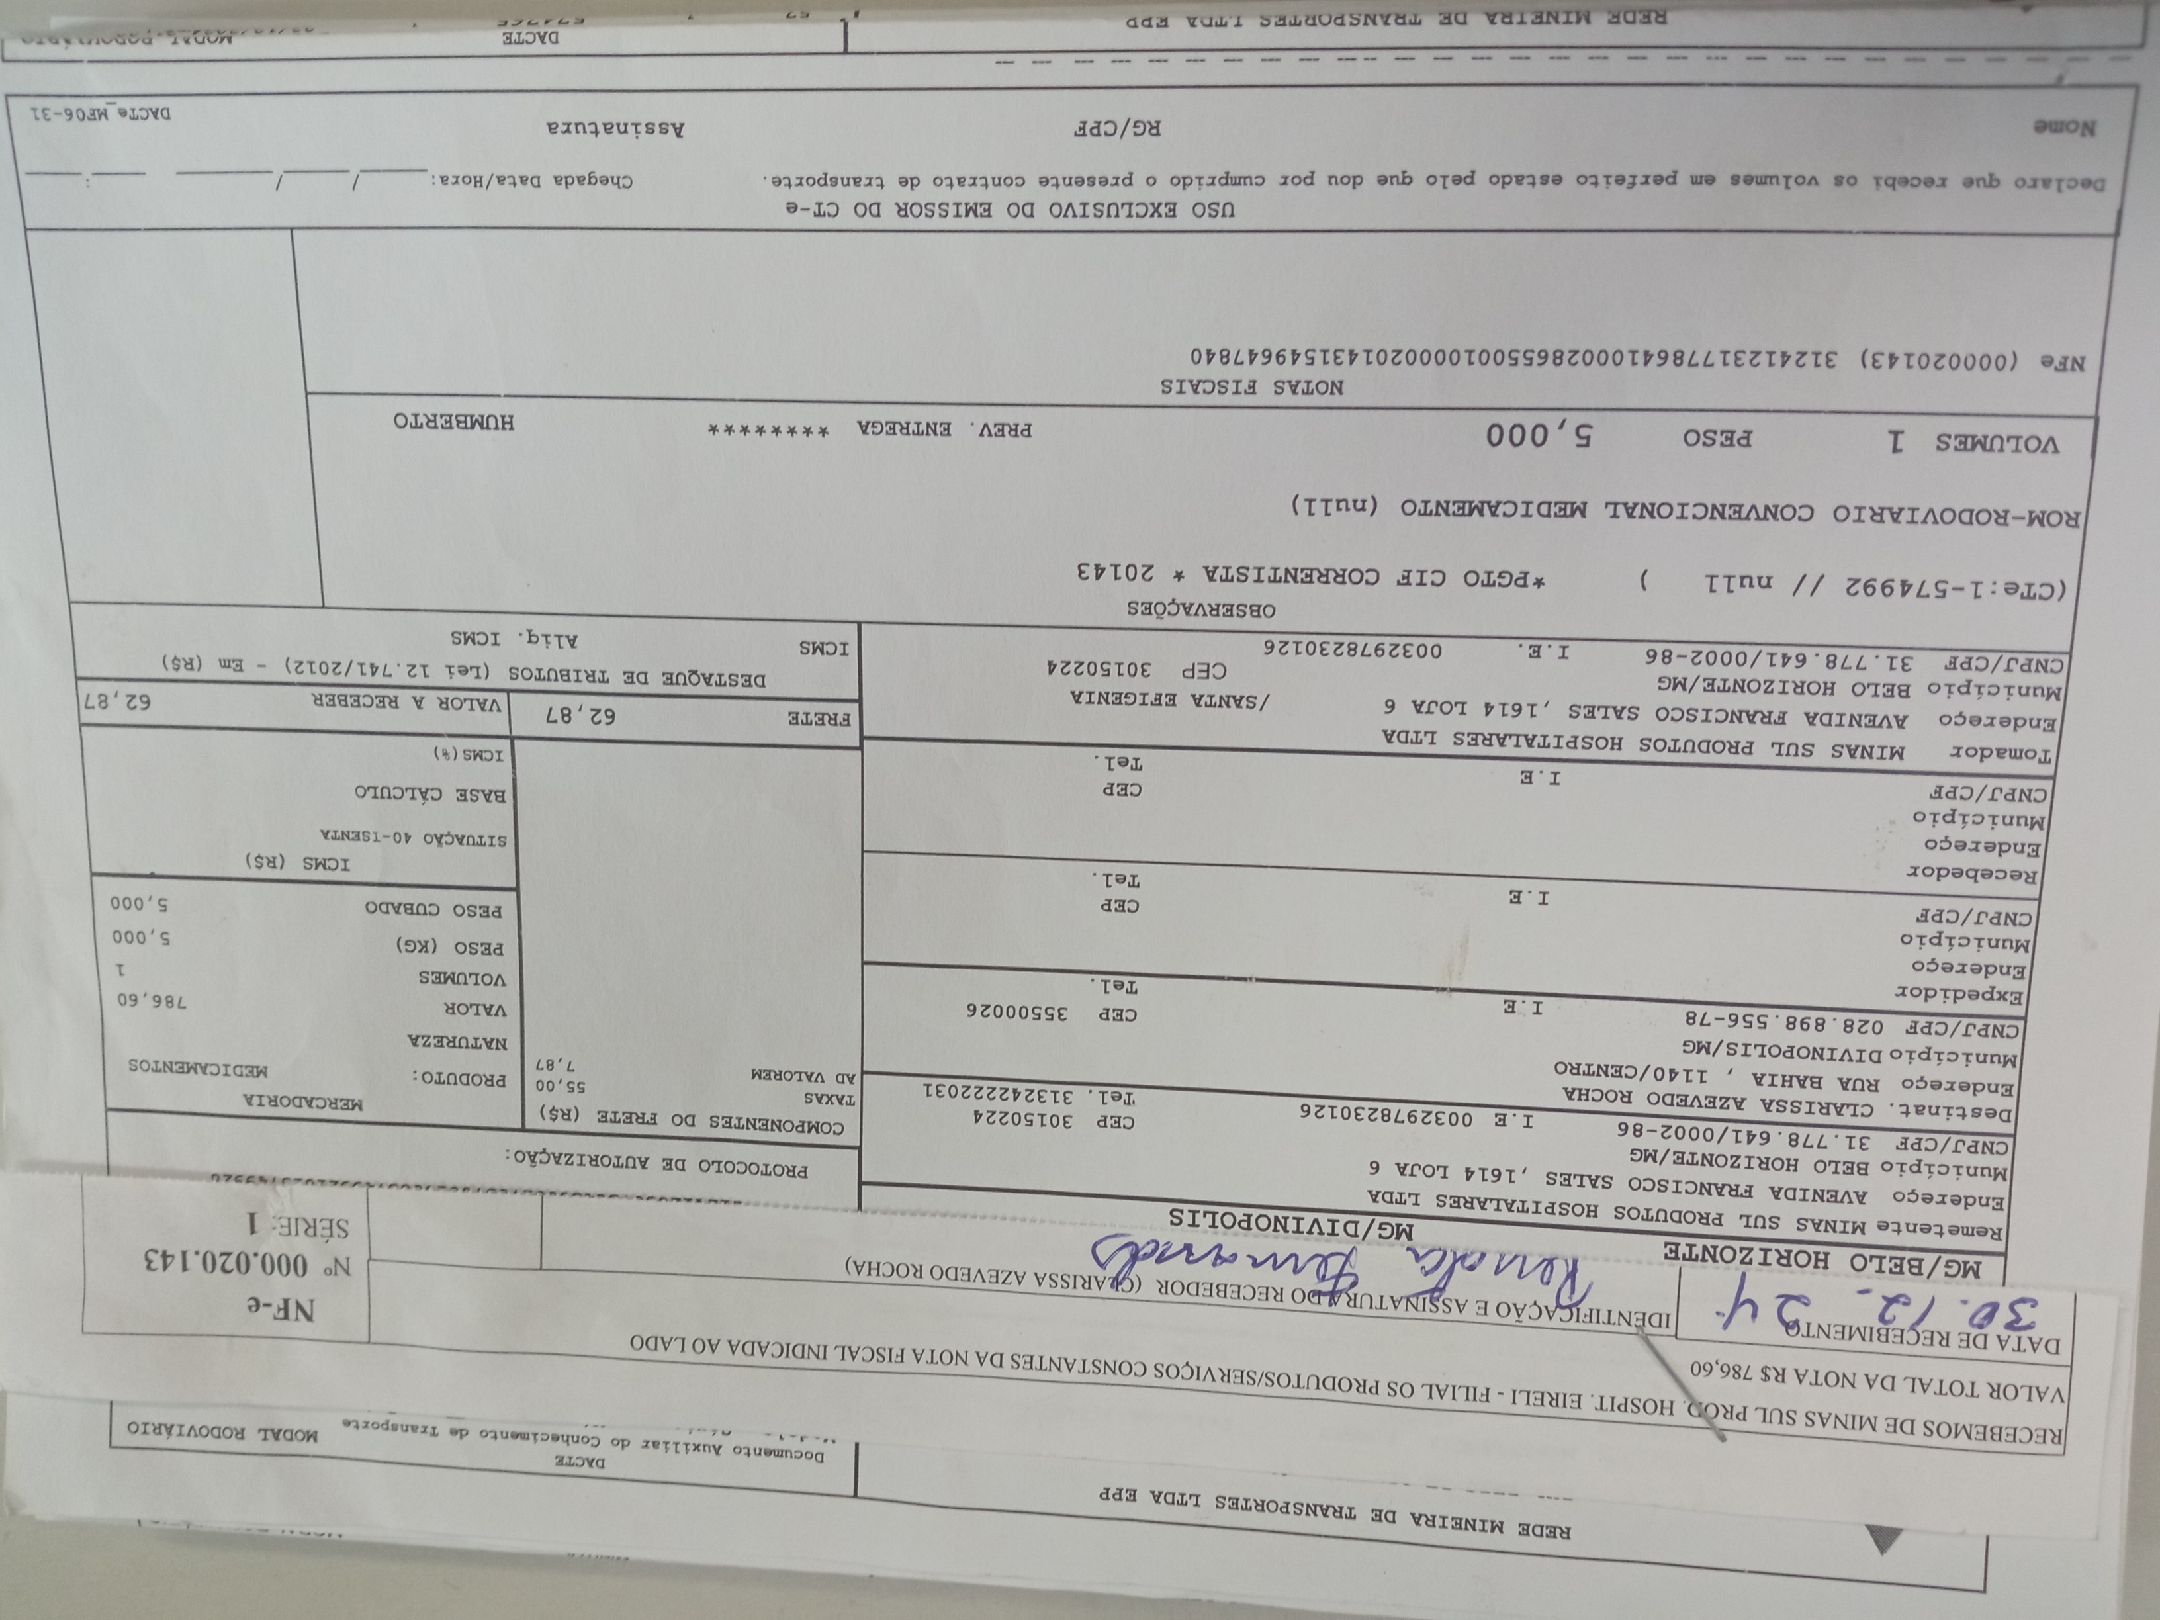 REDE MINEIRA DE TRANSPORTES LTDA EPP
DACTE
Documento Auxiliar do Conhecimento de Transporte
MODAL RODOVIÁRIO
RECEBEMOS DE MINAS SUL PROD. HOSPIT. EIRELI - FILIAL OS PRODUTOS/SERVIÇOS CONSTANTES DA NOTA FISCAL INDICADA AO LADO
VALOR TOTAL DA NOTA R$ 786,60
DATA DE RECEBIMENTO
30.12.24
IDENTIFICAÇÃO E ASSINATURA DO RECEBEDOR (CLARISSA AZEVEDO ROCHA)
Renata Fernandes
NF-e
Nº 000.020.143
SÉRIE: 1
MG/BELO HORIZONTE MG/DIVINOPOLIS
Remetente MINAS SUL PRODUTOS HOSPITALARES LTDA
Endereço AVENIDA FRANCISCO SALES ,1614 LOJA 6
Município BELO HORIZONTE/MG CEP 30150224
CNPJ/CPF 31.778.641/0002-86 I.E 0032978230126 Tel. 313242222031
Destinat. CLARISSA AZEVEDO ROCHA
Endereço RUA BAHIA , 1140/CENTRO
Município DIVINOPOLIS/MG CEP 35500026
CNPJ/CPF 028.898.556-78 I.E Tel.
Expedidor
Endereço
Município CEP
CNPJ/CPF I.E Tel.
Recebedor
Endereço
Município CEP
CNPJ/CPF I.E Tel.
Tomador MINAS SUL PRODUTOS HOSPITALARES LTDA
Endereço AVENIDA FRANCISCO SALES ,1614 LOJA 6 /SANTA EFIGENIA
Município BELO HORIZONTE/MG CEP 30150224
CNPJ/CPF 31.778.641/0002-86 I.E. 0032978230126
PROTOCOLO DE AUTORIZAÇÃO:
COMPONENTES DO FRETE (R$)
TAXAS 55,00
AD VALOREM 7,87
MERCADORIA
PRODUTO: MEDICAMENTOS
NATUREZA
VALOR 786,60
VOLUMES 1
PESO (KG) 5,000
PESO CUBADO 5,000
ICMS (R$)
SITUAÇÃO 40-ISENTA
BASE CÁLCULO
ICMS(%)
FRETE 62,87 VALOR A RECEBER 62,87
DESTAQUE DE TRIBUTOS (Lei 12.741/2012) - Em (R$)
ICMS Aliq. ICMS
OBSERVAÇÕES
(CTe:1-574992 // null ) *PGTO CIF CORRENTISTA * 20143
ROM-RODOVIARIO CONVENCIONAL MEDICAMENTO (null)
VOLUMES 1 PESO 5,000 PREV. ENTREGA ******** HUMBERTO
NOTAS FISCAIS
NFe (000020143) 31241231778641000286550010000201431549647840
USO EXCLUSIVO DO EMISSOR DO CT-e
Declaro que recebi os volumes em perfeito estado pelo que dou por cumprido o presente contrato de transporte. Chegada Data/Hora: ____/____/______ ___:___
Nome RG/CPF Assinatura
DACTe_MF06-31
REDE MINEIRA DE TRANSPORTES LTDA EPP
DACTE
MODAL RODOVIÁRIO